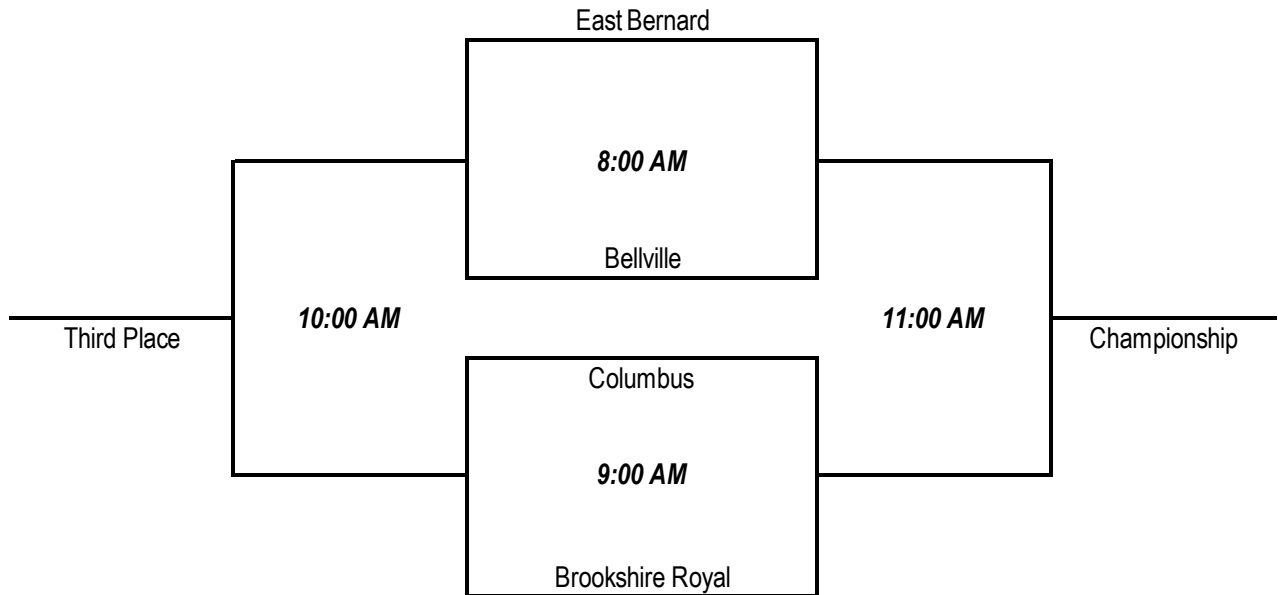 East Bernard
8:00 AM
Bellville
10:00 AM
11:00 AM
Third Place
Championship
Columbus
9:00 AM
Brookshire Royal